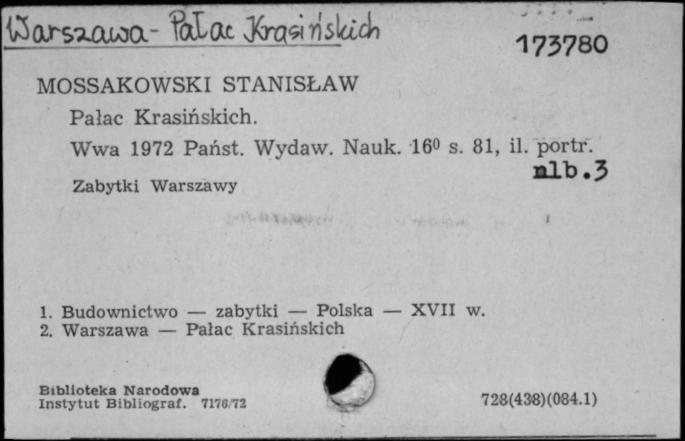 Warszawa - Pałac Krasińskich
173780
MOSSAKOWSKI STANISŁAW
Pałac Krasińskich.
Wwa 1972 Państ. Wydaw. Nauk. 16⁰ s. 81, il. portr.
nlb.3
Zabytki Warszawy
1. Budownictwo — zabytki — Polska — XVII w.
2. Warszawa — Pałac Krasińskich
Biblioteka Narodowa
Instytut Bibliograf. 7176/72
728(438)(084.1)